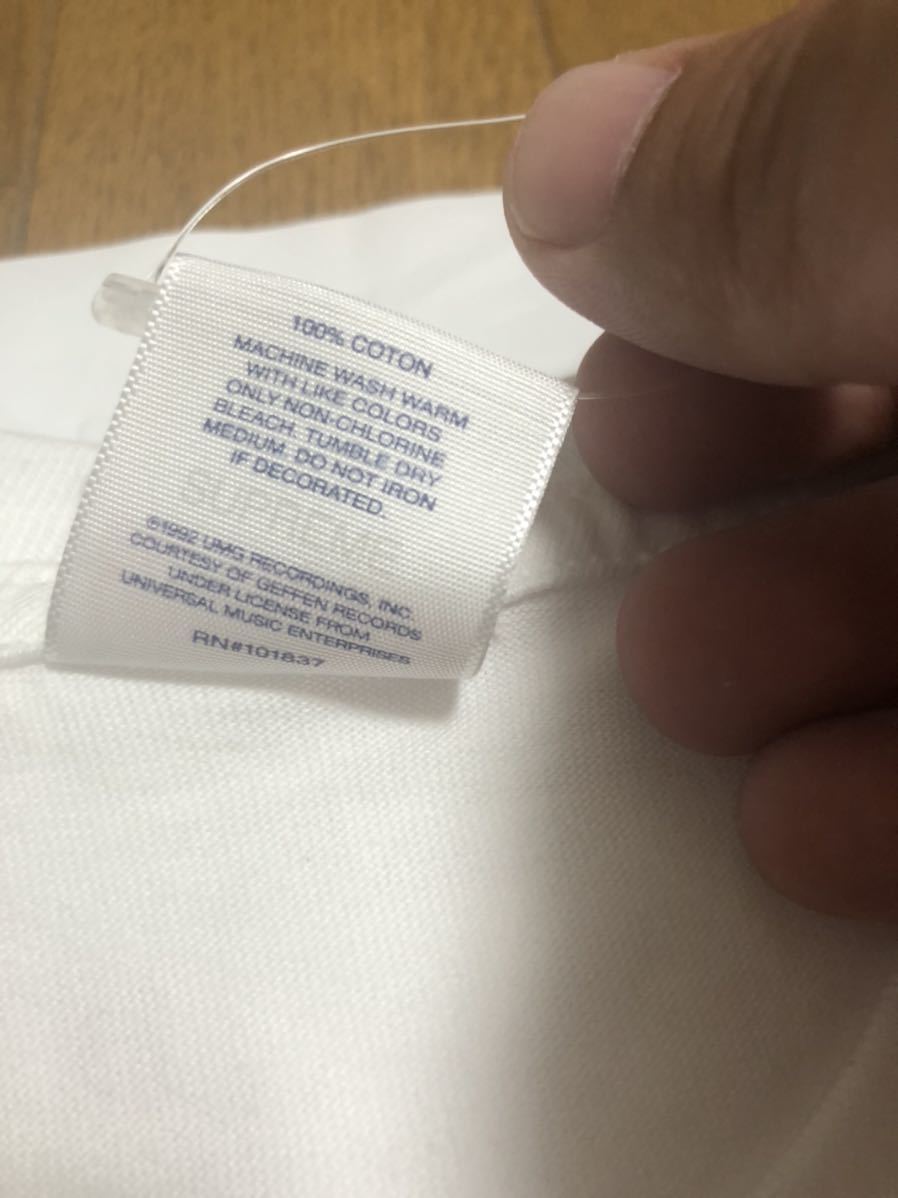 100% COTON
MACHINE WASH WARM
WITH LIKE COLORS
ONLY NON-CHLORINE
BLEACH. TUMBLE DRY
MEDIUM. DO NOT IRON
IF DECORATED.
©1992 UMG RECORDINGS, INC.
COURTESY OF GEFFEN RECORDS
UNDER LICENSE FROM
UNIVERSAL MUSIC ENTERPRISES
RN#101837